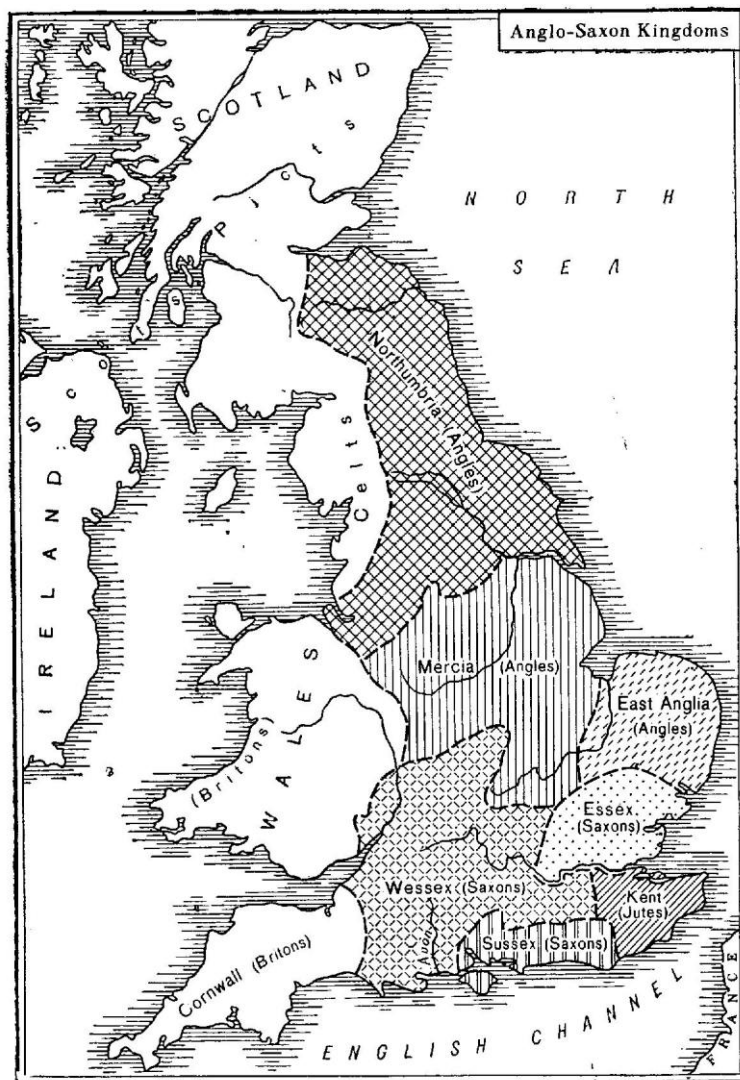 Anglo-Saxon Kingdoms
SCOTLAND
Picts
NORTH
SEA
Scots
IRELAND
Northumbria (Angles)
Celts
Mercia (Angles)
East Anglia
(Angles)
WALES
(Britons)
Essex
(Saxons)
Wessex (Saxons)
Kent
(Jutes)
Sussex (Saxons)
Avon
Cornwall (Britons)
ENGLISH CHANNEL
FRANCE